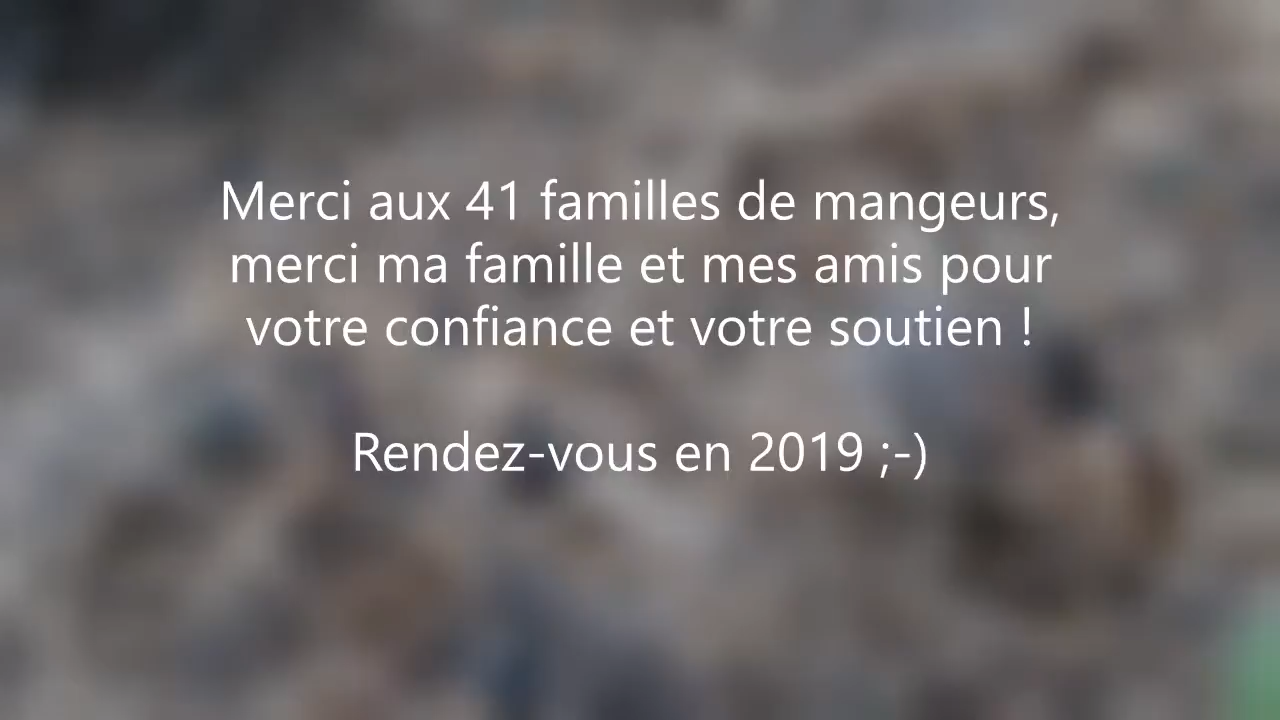 Merci aux 41 familles de mangeurs,
merci ma famille et mes amis pour
votre confiance et votre soutien !
Rendez-vous en 2019 ;-)